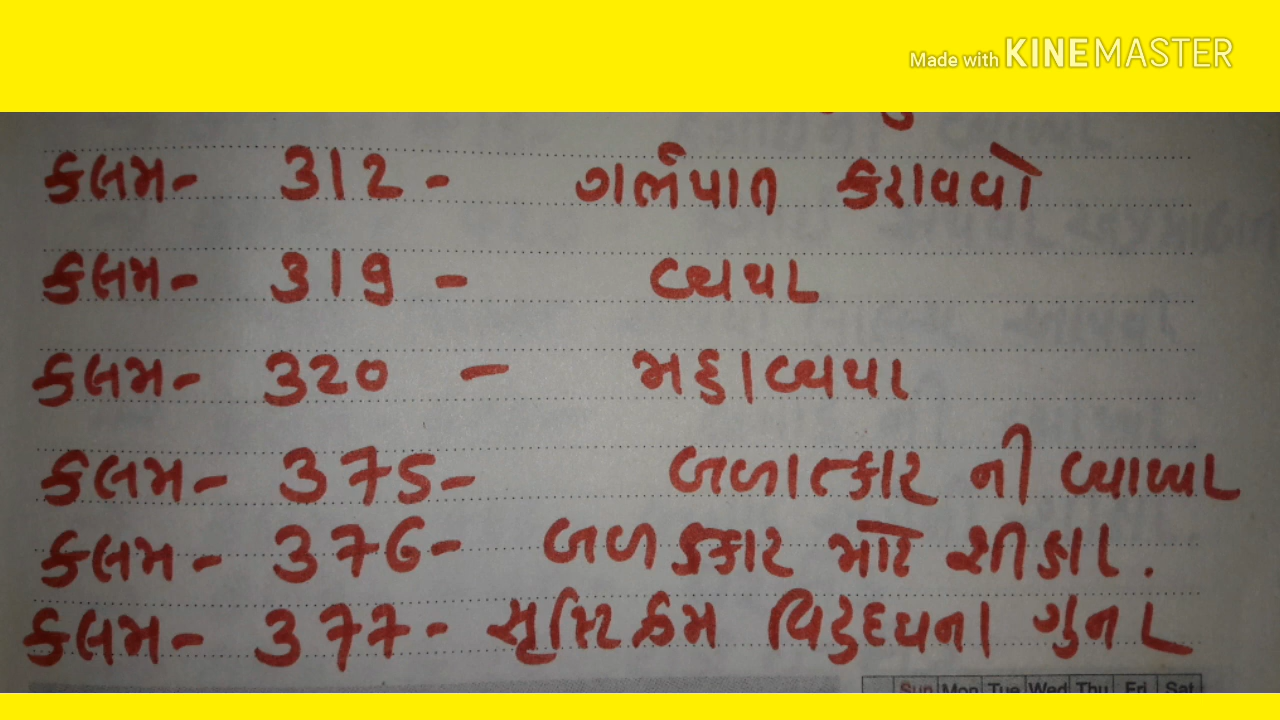 Made with KINEMASTER
કલમ- 312 - ગર્ભપાત કરાવવો
કલમ- 319 - વ્યથા
કલમ- 320 - મહાવ્યથા
કલમ- 375- બળાત્કાર ની વ્યાખ્યા
કલમ- 376- બળાત્કાર માટે શીક્ષા.
કલમ- 377- સૃષ્ટિ ક્રમ વિરુદ્ધના ગુના
Sun Mon Tue Wed Thu Fri Sat